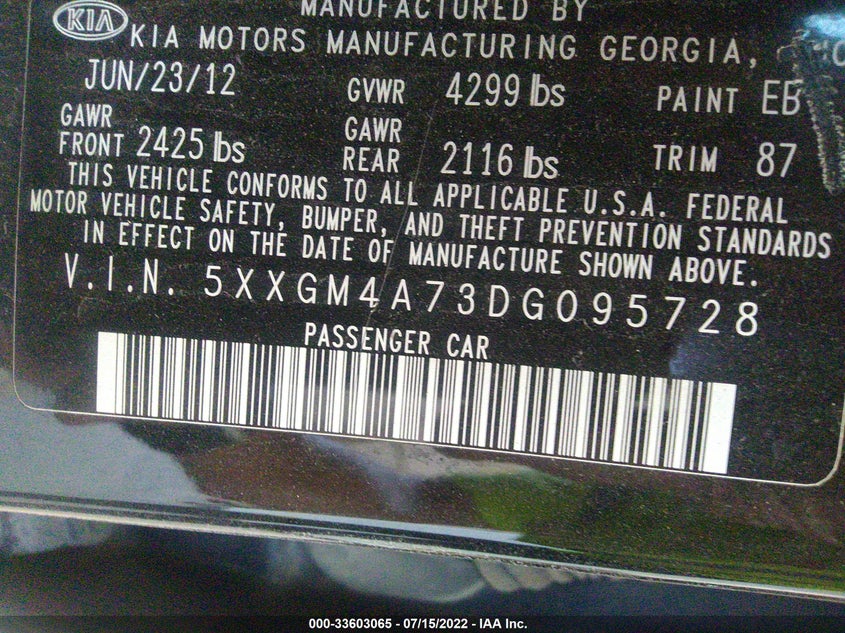 MANUFACTURED BY
KIA
KIA MOTORS MANUFACTURING GEORGIA,
JUN/23/12 GVWR 4299 lbs PAINT EB
GAWR FRONT 2425 lbs GAWR REAR 2116 lbs TRIM 87
THIS VEHICLE CONFORMS TO ALL APPLICABLE U.S.A. FEDERAL
MOTOR VEHICLE SAFETY, BUMPER, AND THEFT PREVENTION STANDARDS
IN EFFECT ON THE DATE OF MANUFACTURE SHOWN ABOVE.
V.I.N. 5XXGM4A73DG095728
PASSENGER CAR
000-33603065 - 07/15/2022 - IAA Inc.